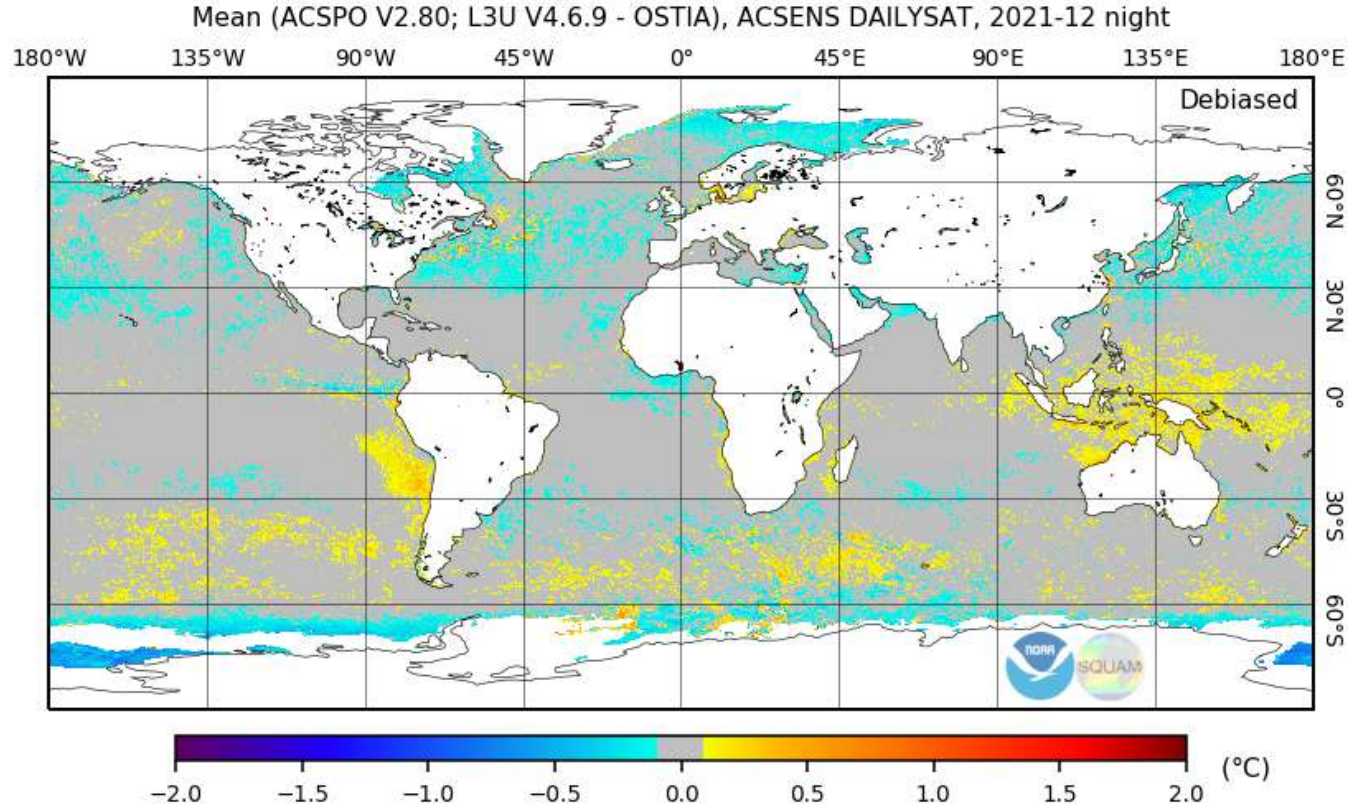 Mean (ACSPO V2.80; L3U V4.6.9 - OSTIA), ACSENS DAILYSAT, 2021-12 night
180°W 135°W 90°W 45°W 0° 45°E 90°E 135°E 180°E
Debiased
60°N
30°N
0°
30°S
60°S
NOAA SQUAM
−2.0 −1.5 −1.0 −0.5 0.0 0.5 1.0 1.5 2.0 (°C)